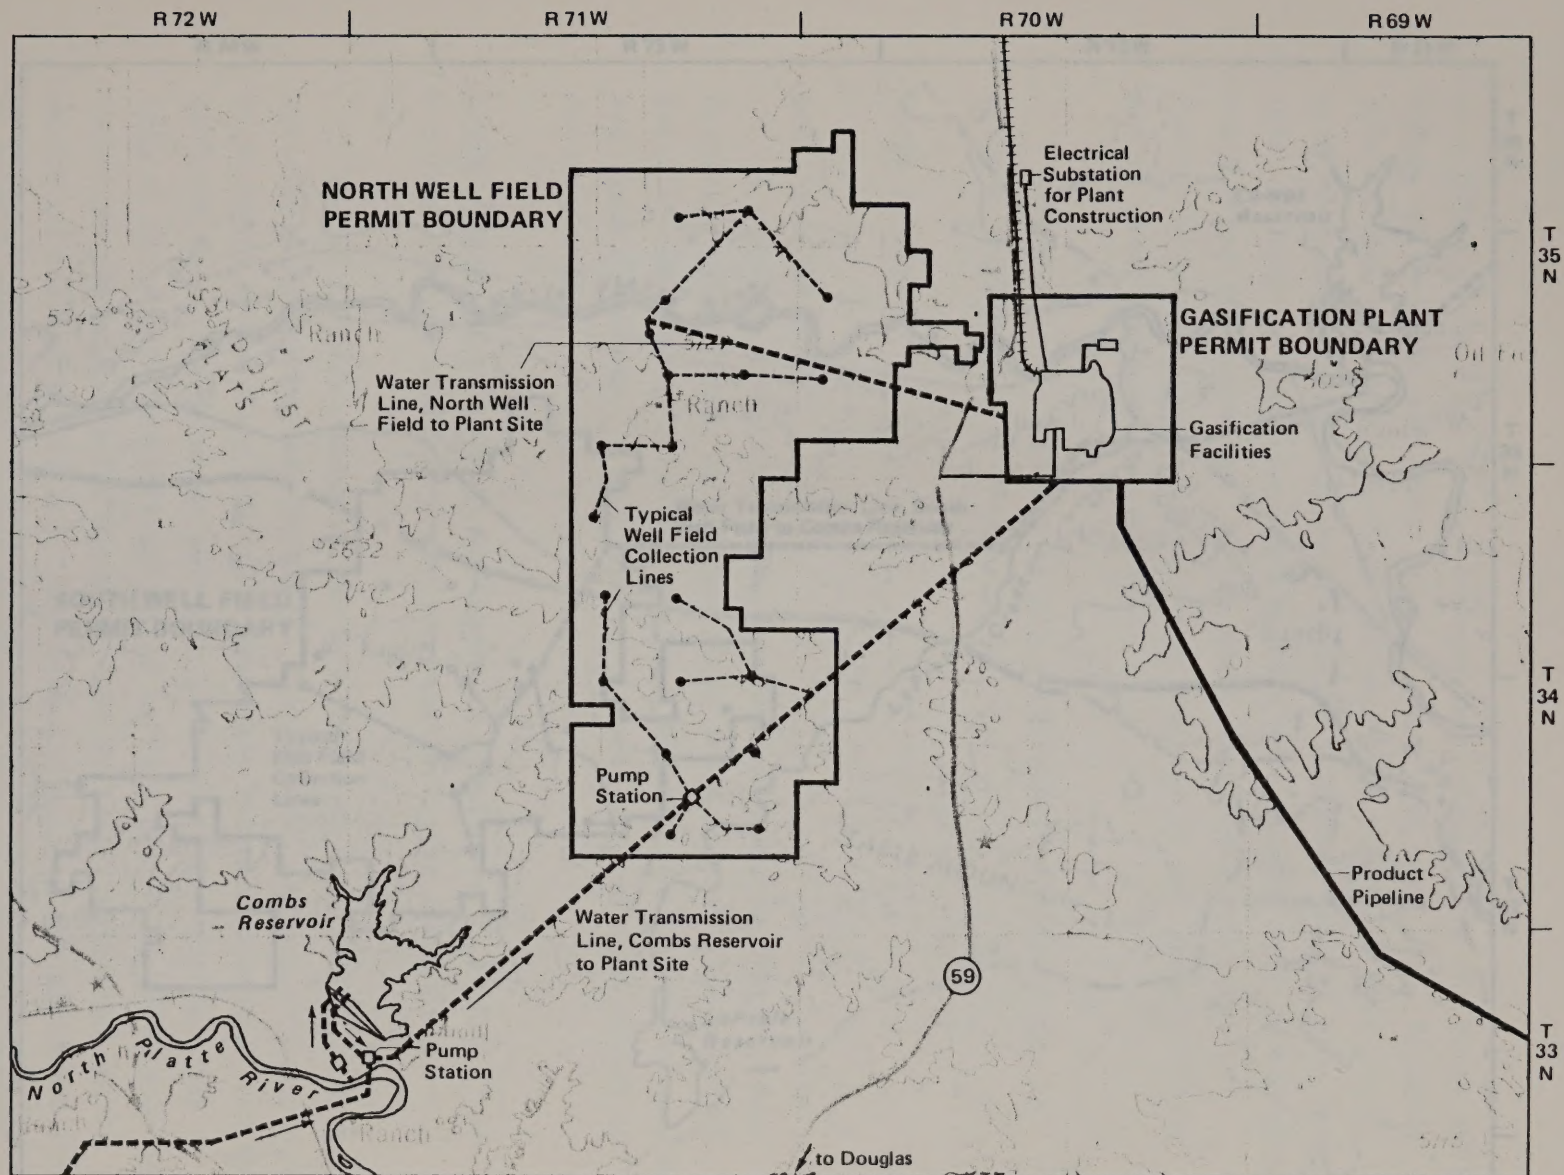 R 72 W
R 71 W
R 70 W
R 69 W
NORTH WELL FIELD
PERMIT BOUNDARY
Electrical
Substation
for Plant
Construction
T
35
N
5342
Ranch
GASIFICATION PLANT
PERMIT BOUNDARY
Water Transmission
Line, North Well
Field to Plant Site
Ranch
Gasification
Facilities
Typical
Well Field
Collection
Lines
5622
T
34
N
Pump
Station
Product
Pipeline
Combs
Reservoir
Water Transmission
Line, Combs Reservoir
to Plant Site
59
Pump
Station
North Platte River
T
33
N
Ranch
to Douglas